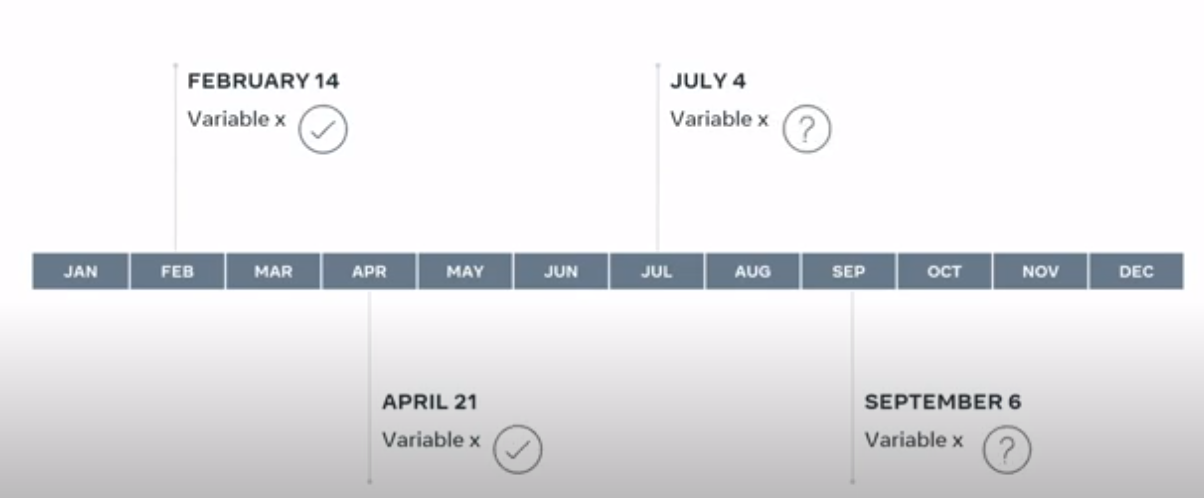 FEBRUARY 14
Variable x
JULY 4
Variable x ?
JAN FEB MAR APR MAY JUN JUL AUG SEP OCT NOV DEC
APRIL 21
Variable x
SEPTEMBER 6
Variable x ?